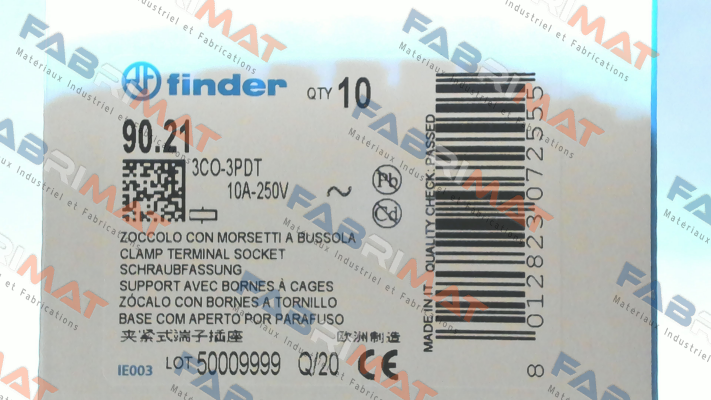 finder
QTY 10
90.21
3CO-3PDT
10A-250V ~
Pb
Cd
ZOCCOLO CON MORSETTI A BUSSOLA
CLAMP TERMINAL SOCKET
SCHRAUBFASSUNG
SUPPORT AVEC BORNES À CAGES
ZÓCALO CON BORNES A TORNILLO
BASE COM APERTO POR PARAFUSO
夹紧式端子插座 欧洲制造
IE003
LOT 50009999 Q/20 CE
MADE IN IT QUALITY CHECK: PASSED
8 012823 072555
FABRIMAT
Matériaux Industriel et Fabrications